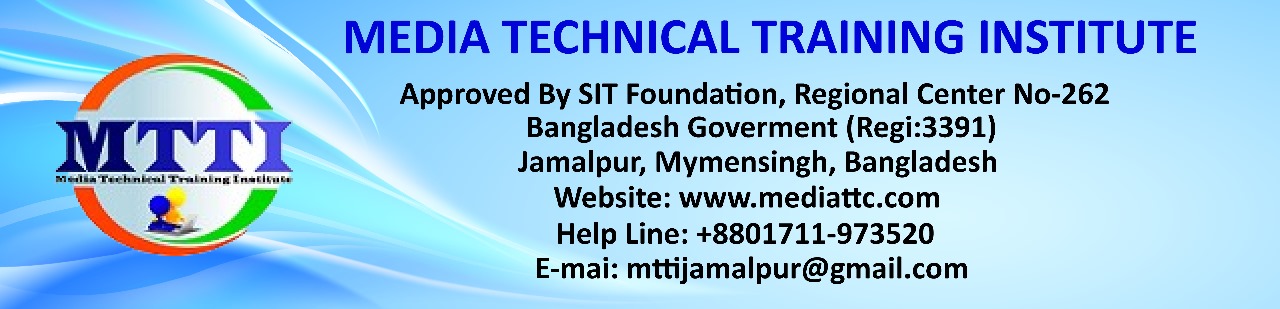 MEDIA TECHNICAL TRAINING INSTITUTE
Approved By SIT Foundation, Regional Center No-262
Bangladesh Goverment (Regi:3391)
Jamalpur, Mymensingh, Bangladesh
Website: www.mediattc.com
Help Line: +8801711-973520
E-mai: mttijamalpur@gmail.com
MTTI
Media Technical Training Institute